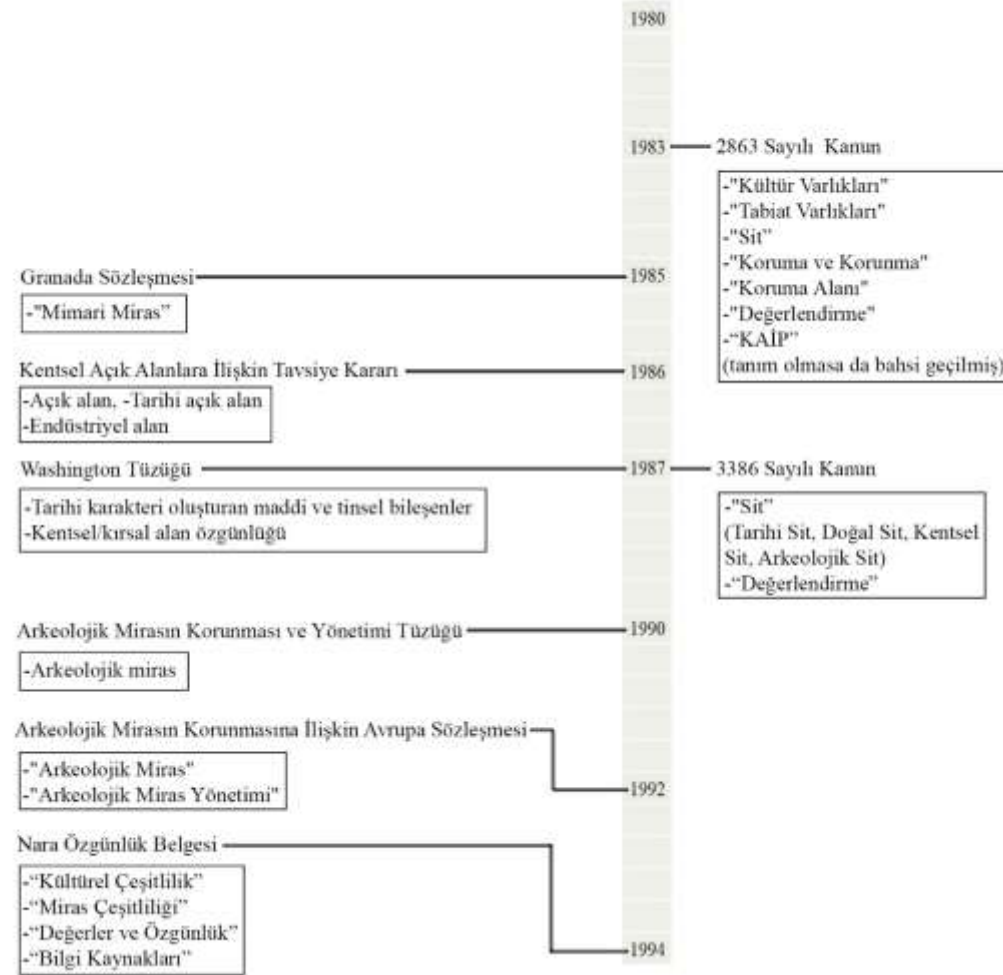 1980
1983
2863 Sayılı Kanun
-"Kültür Varlıkları"
-"Tabiat Varlıkları"
-"Sit"
-"Koruma ve Korunma"
-"Koruma Alanı"
-"Değerlendirme"
-"KAİP"
(tanım olmasa da bahsi geçilmiş)
Granada Sözleşmesi
1985
-"Mimari Miras"
Kentsel Açık Alanlara İlişkin Tavsiye Kararı
1986
-Açık alan, -Tarihi açık alan
-Endüstriyel alan
Washington Tüzüğü
1987
3386 Sayılı Kanun
-Tarihi karakteri oluşturan maddi ve tinsel bileşenler
-Kentsel/kırsal alan özgünlüğü
-"Sit"
(Tarihi Sit, Doğal Sit, Kentsel
Sit, Arkeolojik Sit)
-"Değerlendirme"
Arkeolojik Mirasın Korunması ve Yönetimi Tüzüğü
1990
-Arkeolojik miras
Arkeolojik Mirasın Korunmasına İlişkin Avrupa Sözleşmesi
1992
-"Arkeolojik Miras"
-"Arkeolojik Miras Yönetimi"
Nara Özgünlük Belgesi
1994
-"Kültürel Çeşitlilik"
-"Miras Çeşitliliği"
-"Değerler ve Özgünlük"
-"Bilgi Kaynakları"